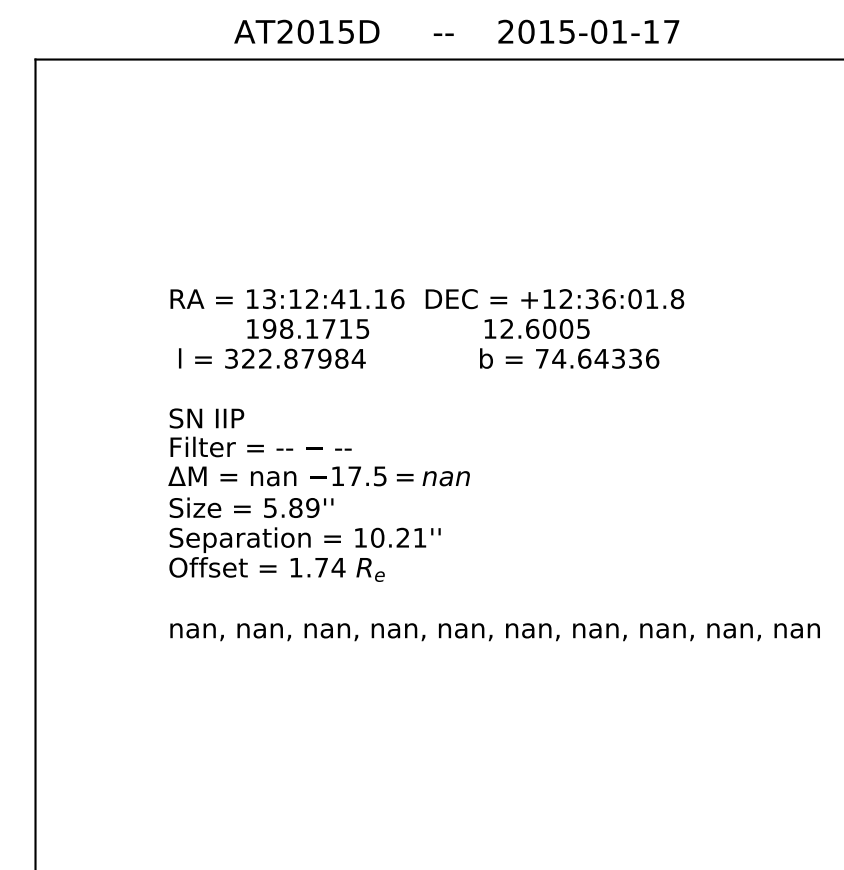 AT2015D -- 2015-01-17
RA = 13:12:41.16 DEC = +12:36:01.8
198.1715 12.6005
l = 322.87984 b = 74.64336
SN IIP
Filter = -- − --
ΔM = nan −17.5 = nan
Size = 5.89''
Separation = 10.21''
Offset = 1.74 Rₑ
nan, nan, nan, nan, nan, nan, nan, nan, nan, nan